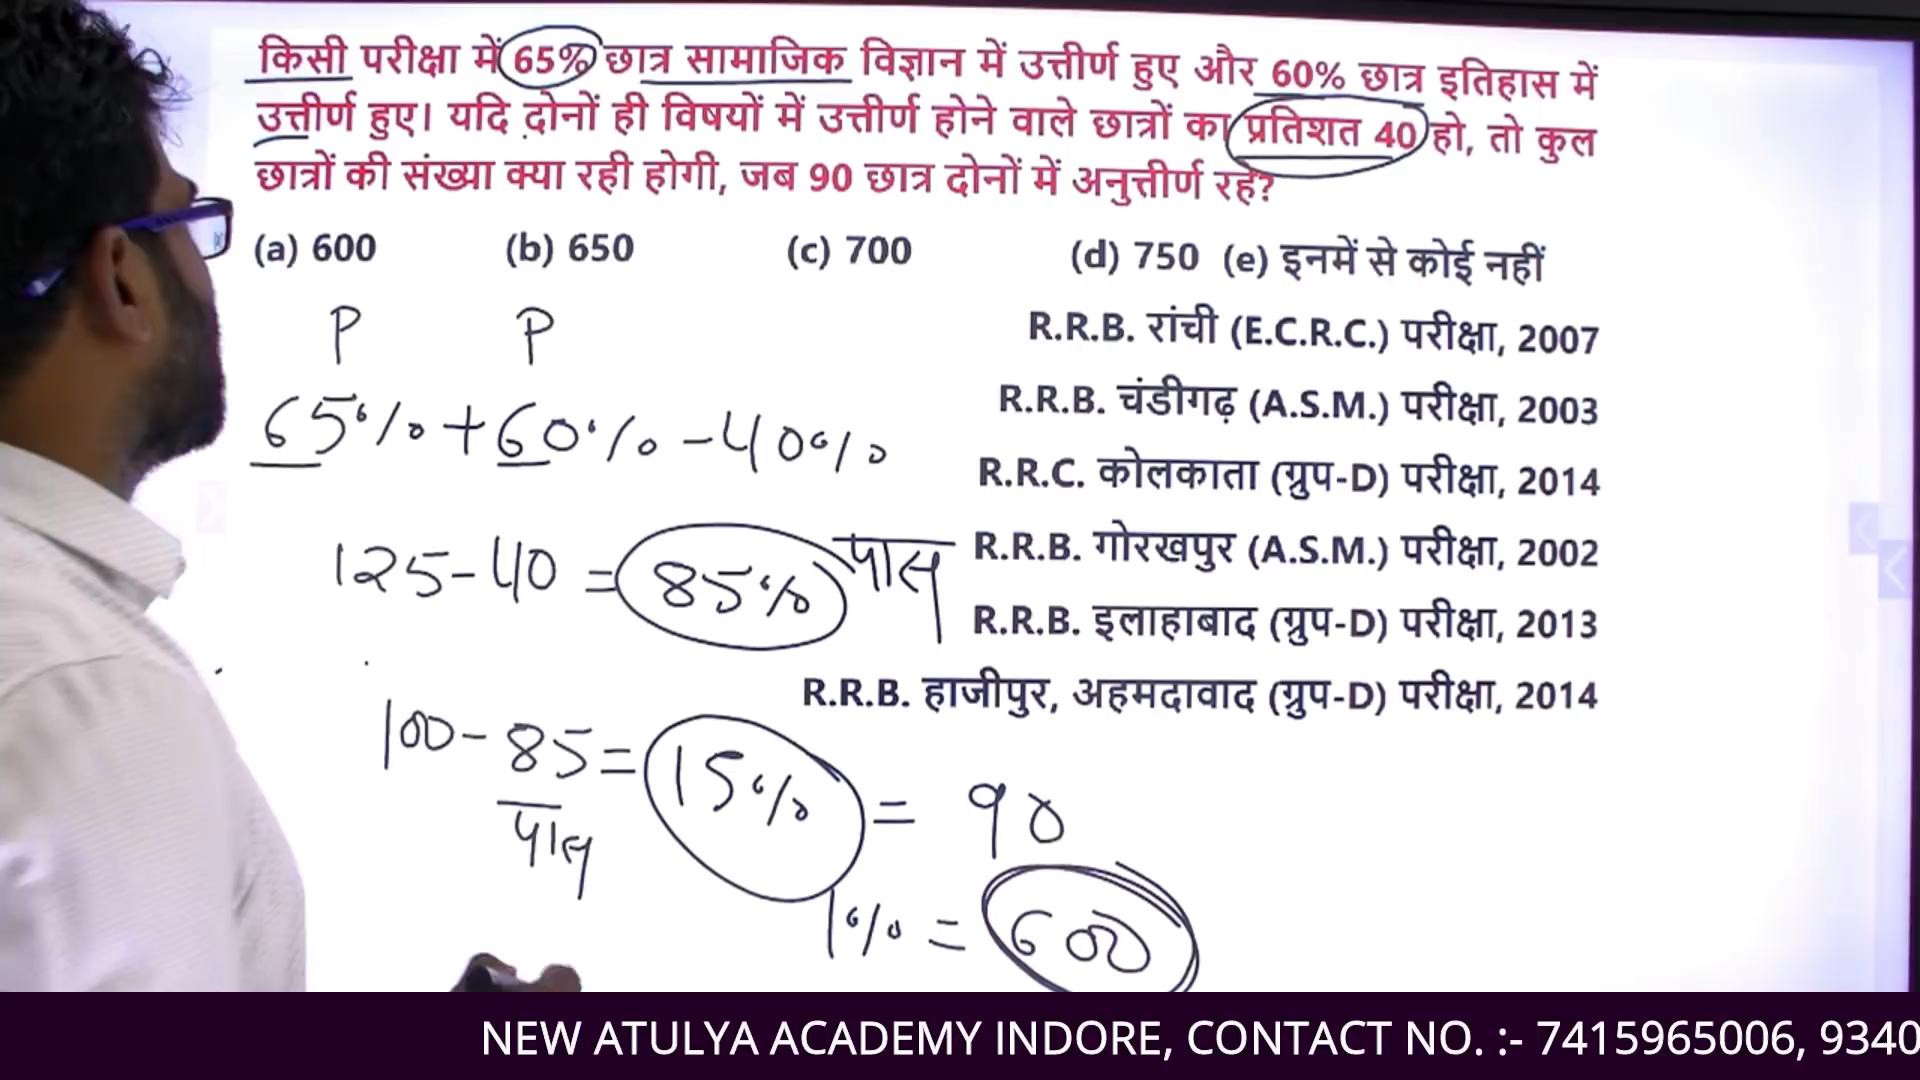 किसी परीक्षा में 65% छात्र सामाजिक विज्ञान में उत्तीर्ण हुए और 60% छात्र इतिहास में
उत्तीर्ण हुए। यदि दोनों ही विषयों में उत्तीर्ण होने वाले छात्रों का प्रतिशत 40 हो, तो कुल
छात्रों की संख्या क्या रही होगी, जब 90 छात्र दोनों में अनुत्तीर्ण रहे?
(a) 600 (b) 650 (c) 700 (d) 750 (e) इनमें से कोई नहीं
P P
R.R.B. रांची (E.C.R.C.) परीक्षा, 2007
R.R.B. चंडीगढ़ (A.S.M.) परीक्षा, 2003
65% + 60% - 40%
R.R.C. कोलकाता (ग्रुप-D) परीक्षा, 2014
R.R.B. गोरखपुर (A.S.M.) परीक्षा, 2002
125 - 40 = 85% पास
R.R.B. इलाहाबाद (ग्रुप-D) परीक्षा, 2013
R.R.B. हाजीपुर, अहमदावाद (ग्रुप-D) परीक्षा, 2014
100 - 85 = 15% = 90
पास
1% = 600
NEW ATULYA ACADEMY INDORE, CONTACT NO. :- 7415965006, 9340